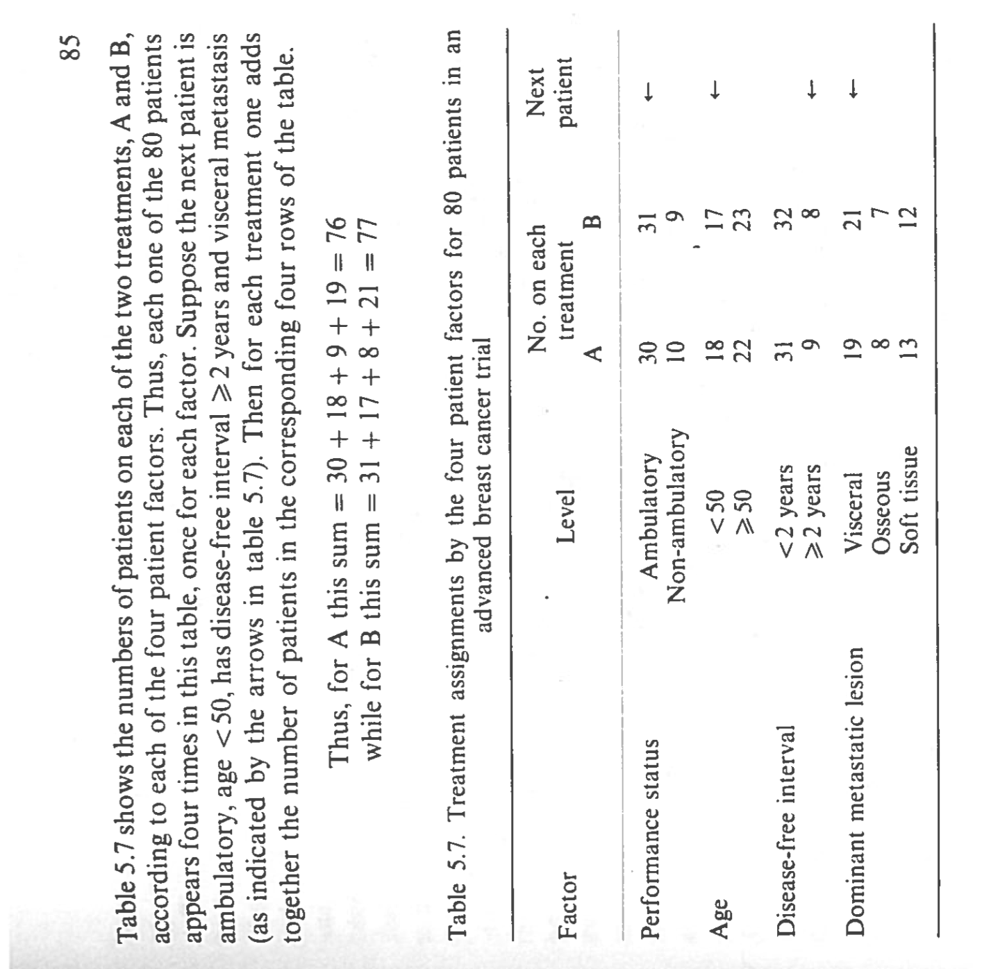 85
Table 5.7 shows the numbers of patients on each of the two treatments, A and B,
according to each of the four patient factors. Thus, each one of the 80 patients
appears four times in this table, once for each factor. Suppose the next patient is
ambulatory, age <50, has disease-free interval ⩾2 years and visceral metastasis
(as indicated by the arrows in table 5.7). Then for each treatment one adds
together the number of patients in the corresponding four rows of the table.
Thus, for A this sum = 30 + 18 + 9 + 19 = 76
while for B this sum = 31 + 17 + 8 + 21 = 77
Table 5.7. Treatment assignments by the four patient factors for 80 patients in an
advanced breast cancer trial
Factor Level No. on each treatment Next patient
A B
Performance status Ambulatory 30 31 ←
Non-ambulatory 10 9
Age <50 18 17 ←
⩾50 22 23
Disease-free interval <2 years 31 32
⩾2 years 9 8 ←
Dominant metastatic lesion Visceral 19 21 ←
Osseous 8 7
Soft tissue 13 12